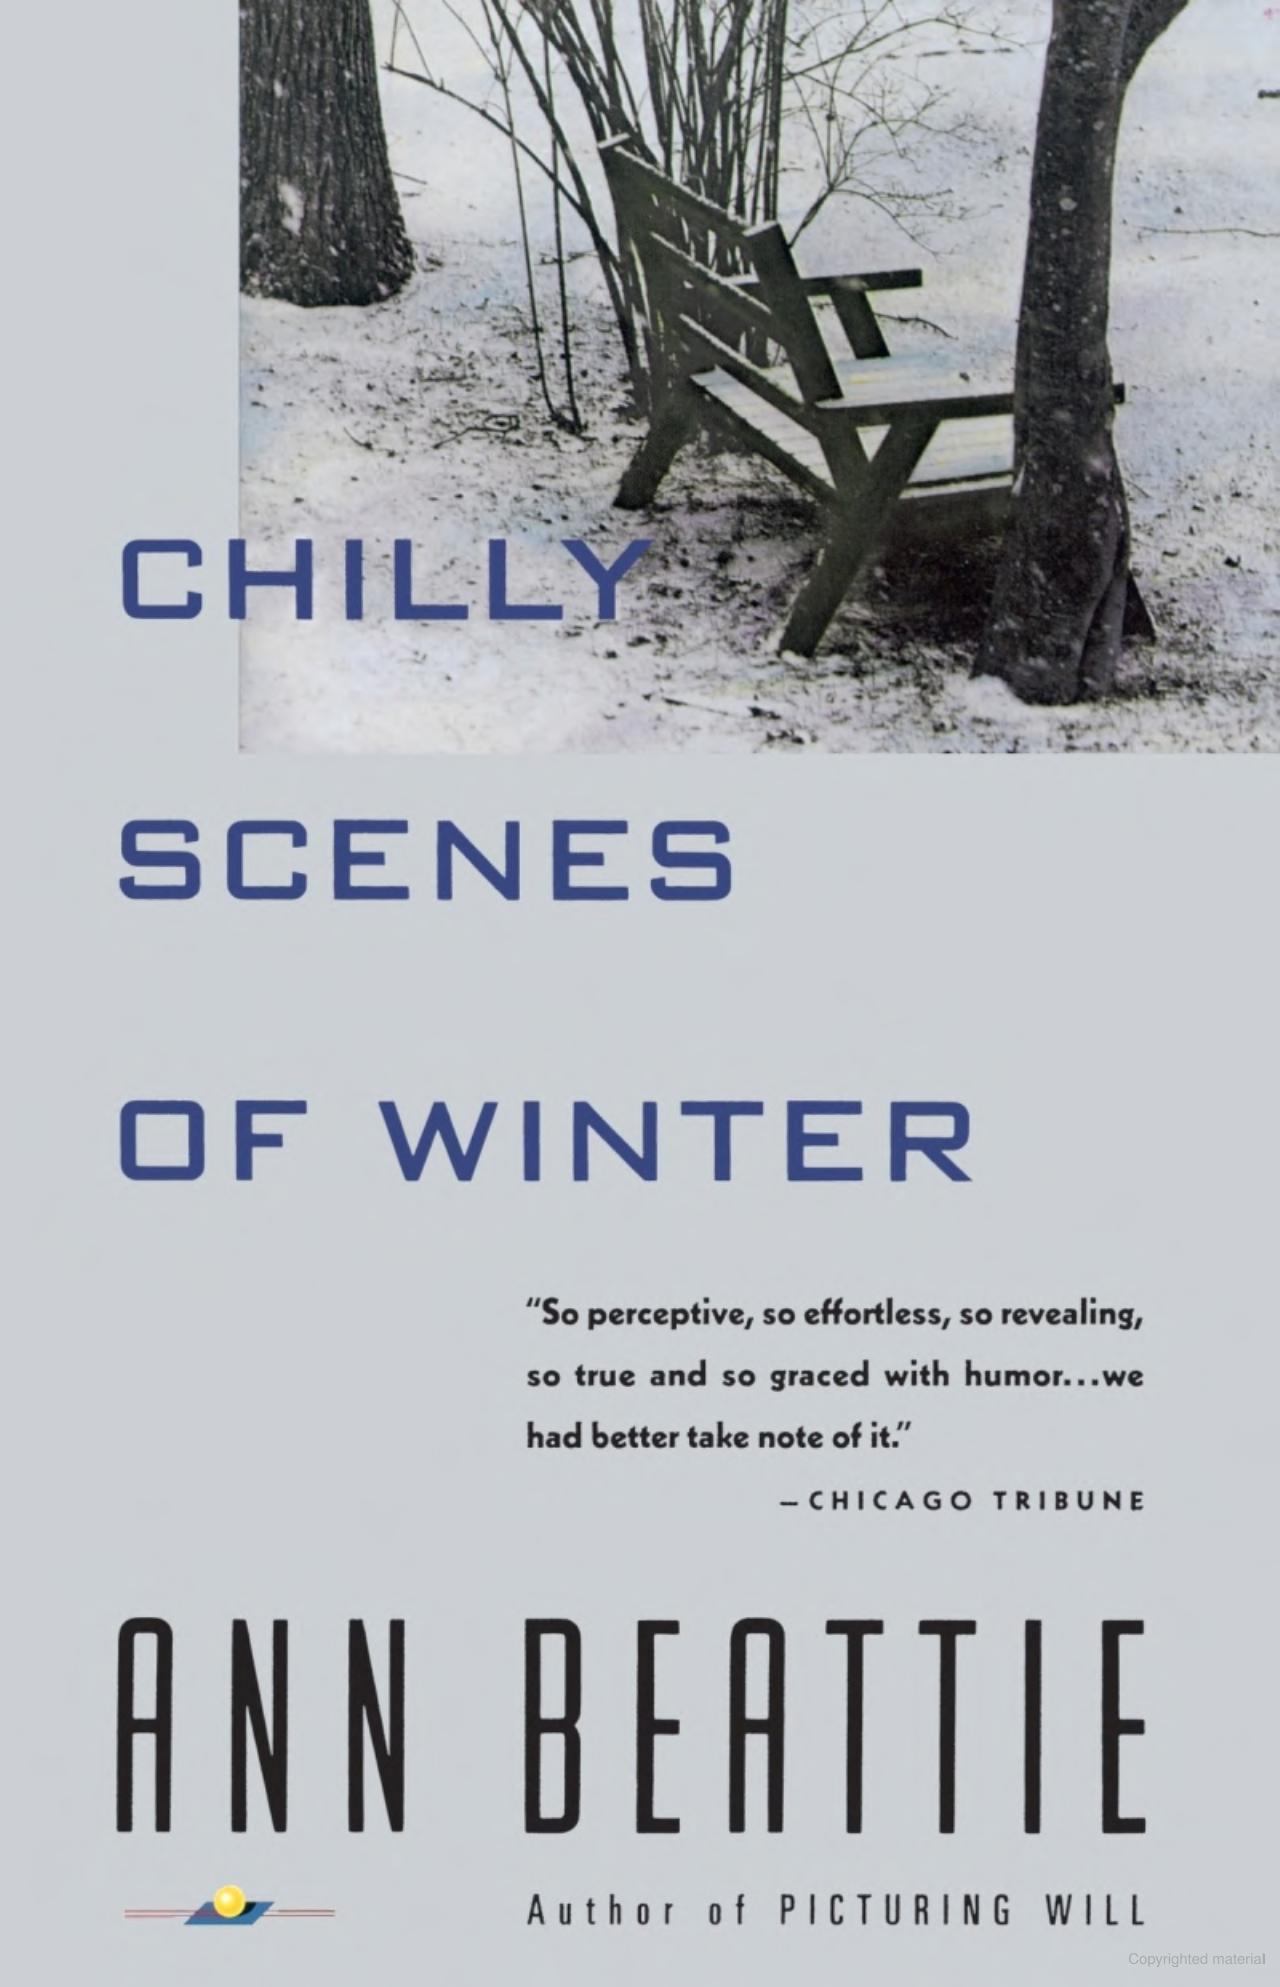 CHILLY
SCENES
OF WINTER
“So perceptive, so effortless, so revealing,
so true and so graced with humor...we
had better take note of it.”
–CHICAGO TRIBUNE
ANN BEATTIE
Author of PICTURING WILL
Copyrighted material